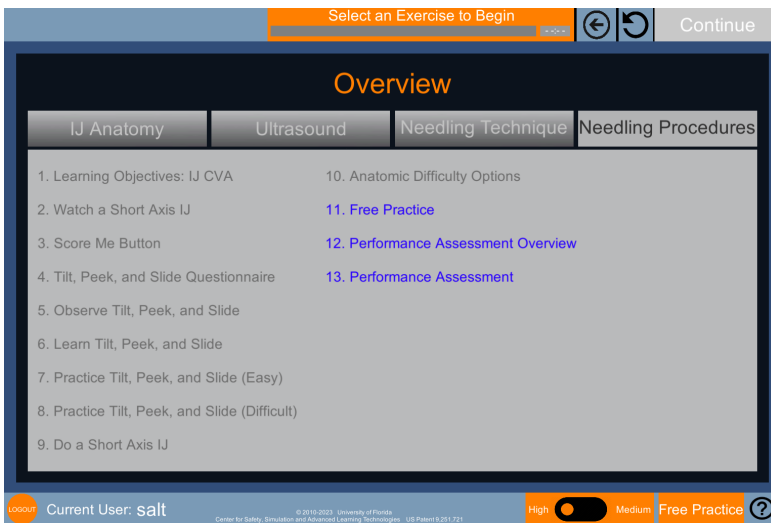 Select an Exercise to Begin
--:--
Continue
Overview
IJ Anatomy
Ultrasound
Needling Technique
Needling Procedures
1. Learning Objectives: IJ CVA
2. Watch a Short Axis IJ
3. Score Me Button
4. Tilt, Peek, and Slide Questionnaire
5. Observe Tilt, Peek, and Slide
6. Learn Tilt, Peek, and Slide
7. Practice Tilt, Peek, and Slide (Easy)
8. Practice Tilt, Peek, and Slide (Difficult)
9. Do a Short Axis IJ
10. Anatomic Difficulty Options
11. Free Practice
12. Performance Assessment Overview
13. Performance Assessment
LOGOUT
Current User: salt
© 2010-2023 University of Florida
Center for Safety, Simulation and Advanced Learning Technologies US Patent 9,251,721
High
Medium
Free Practice
?